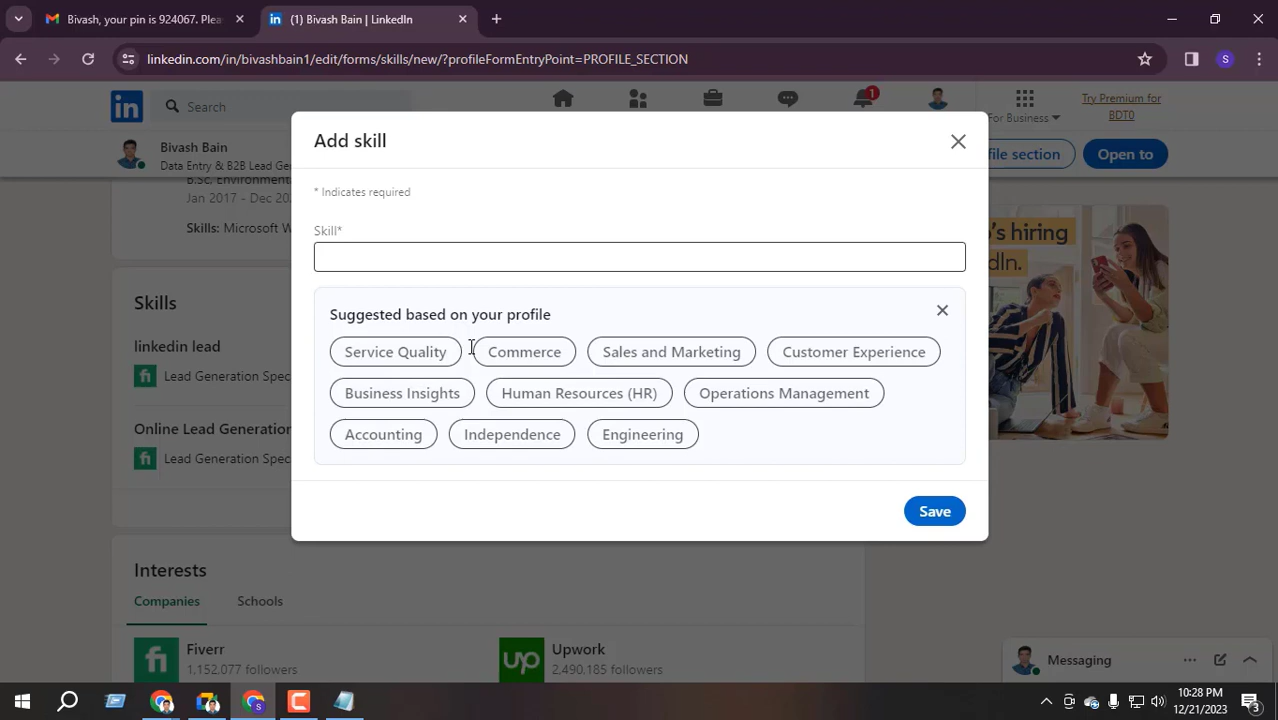 Bivash, your pin is 924067. Plea
(1) Bivash Bain | LinkedIn
linkedin.com/in/bivashbain1/edit/forms/skills/new/?profileFormEntryPoint=PROFILE_SECTION
S
in
Search
1
For Business
Try Premium for
BDT0
Bivash Bain
Data Entry & B2B Lead Gen
file section
Open to
Add skill
* Indicates required
Skill*
Suggested based on your profile
Service Quality
Commerce
Sales and Marketing
Customer Experience
Business Insights
Human Resources (HR)
Operations Management
Accounting
Independence
Engineering
Save
B.Sc, Environment
Jan 2017 - Dec 20
Skills: Microsoft W
Skills
linkedin lead
Lead Generation Spec
Online Lead Generation
Lead Generation Spec
's hiring
dIn.
Interests
Companies
Schools
Fiverr
1,152,077 followers
Upwork
2,490,185 followers
Messaging
10:28 PM
12/21/2023
3